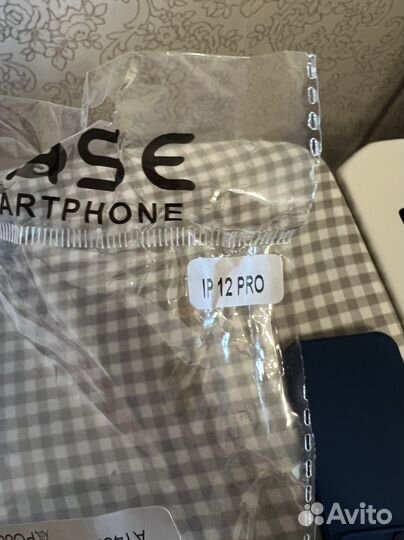 ASE
ARTPHONE
IP 12 PRO
Avito